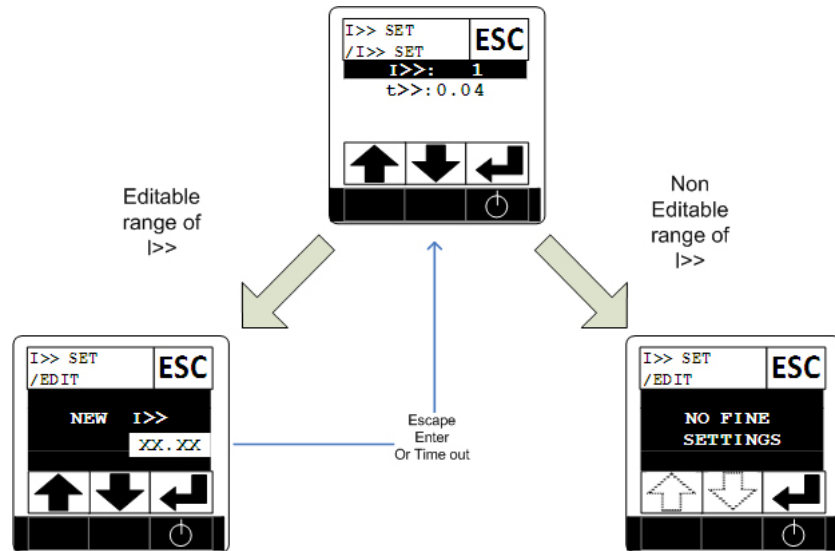 I>> SET
/I>> SET
ESC
I>>: 1
t>>:0.04
Editable
range of
I>>
Non
Editable
range of
I>>
I>> SET
/EDIT
ESC
NEW I>>
XX.XX
Escape
Enter
Or Time out
I>> SET
/EDIT
ESC
NO FINE
SETTINGS